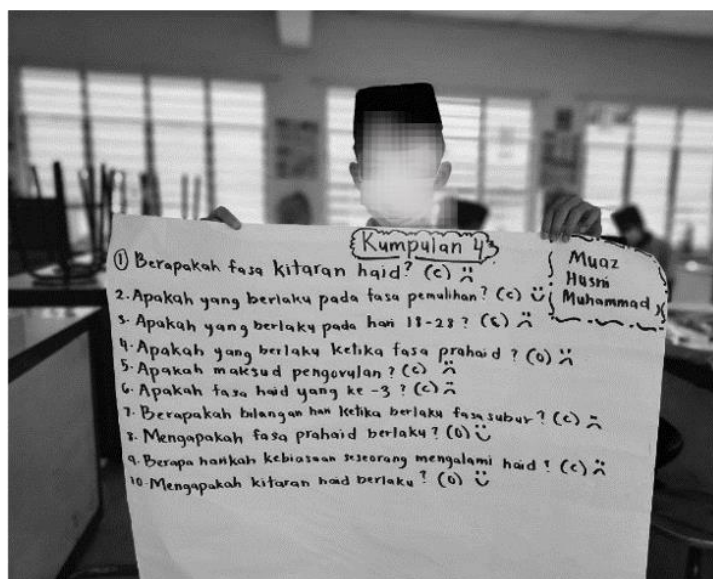 Kumpulan 4
① Berapakah fasa kitaran haid? (c)
2. Apakah yang berlaku pada fasa pemulihan? (c)
3. Apakah yang berlaku pada hari 18-28? (c)
4. Apakah yang berlaku ketika fasa prahaid? (O)
5. Apakah maksud pengovulan? (c)
6. Apakah fasa haid yang ke-3? (c)
7. Berapakah bilangan hari ketika berlaku fasa subur? (c)
8. Mengapakah fasa prahaid berlaku? (O)
9. Berapa harikah kebiasaan seseorang mengalami haid? (c)
10. Mengapakah kitaran haid berlaku? (O)
Muaz
Husni
Muhammad